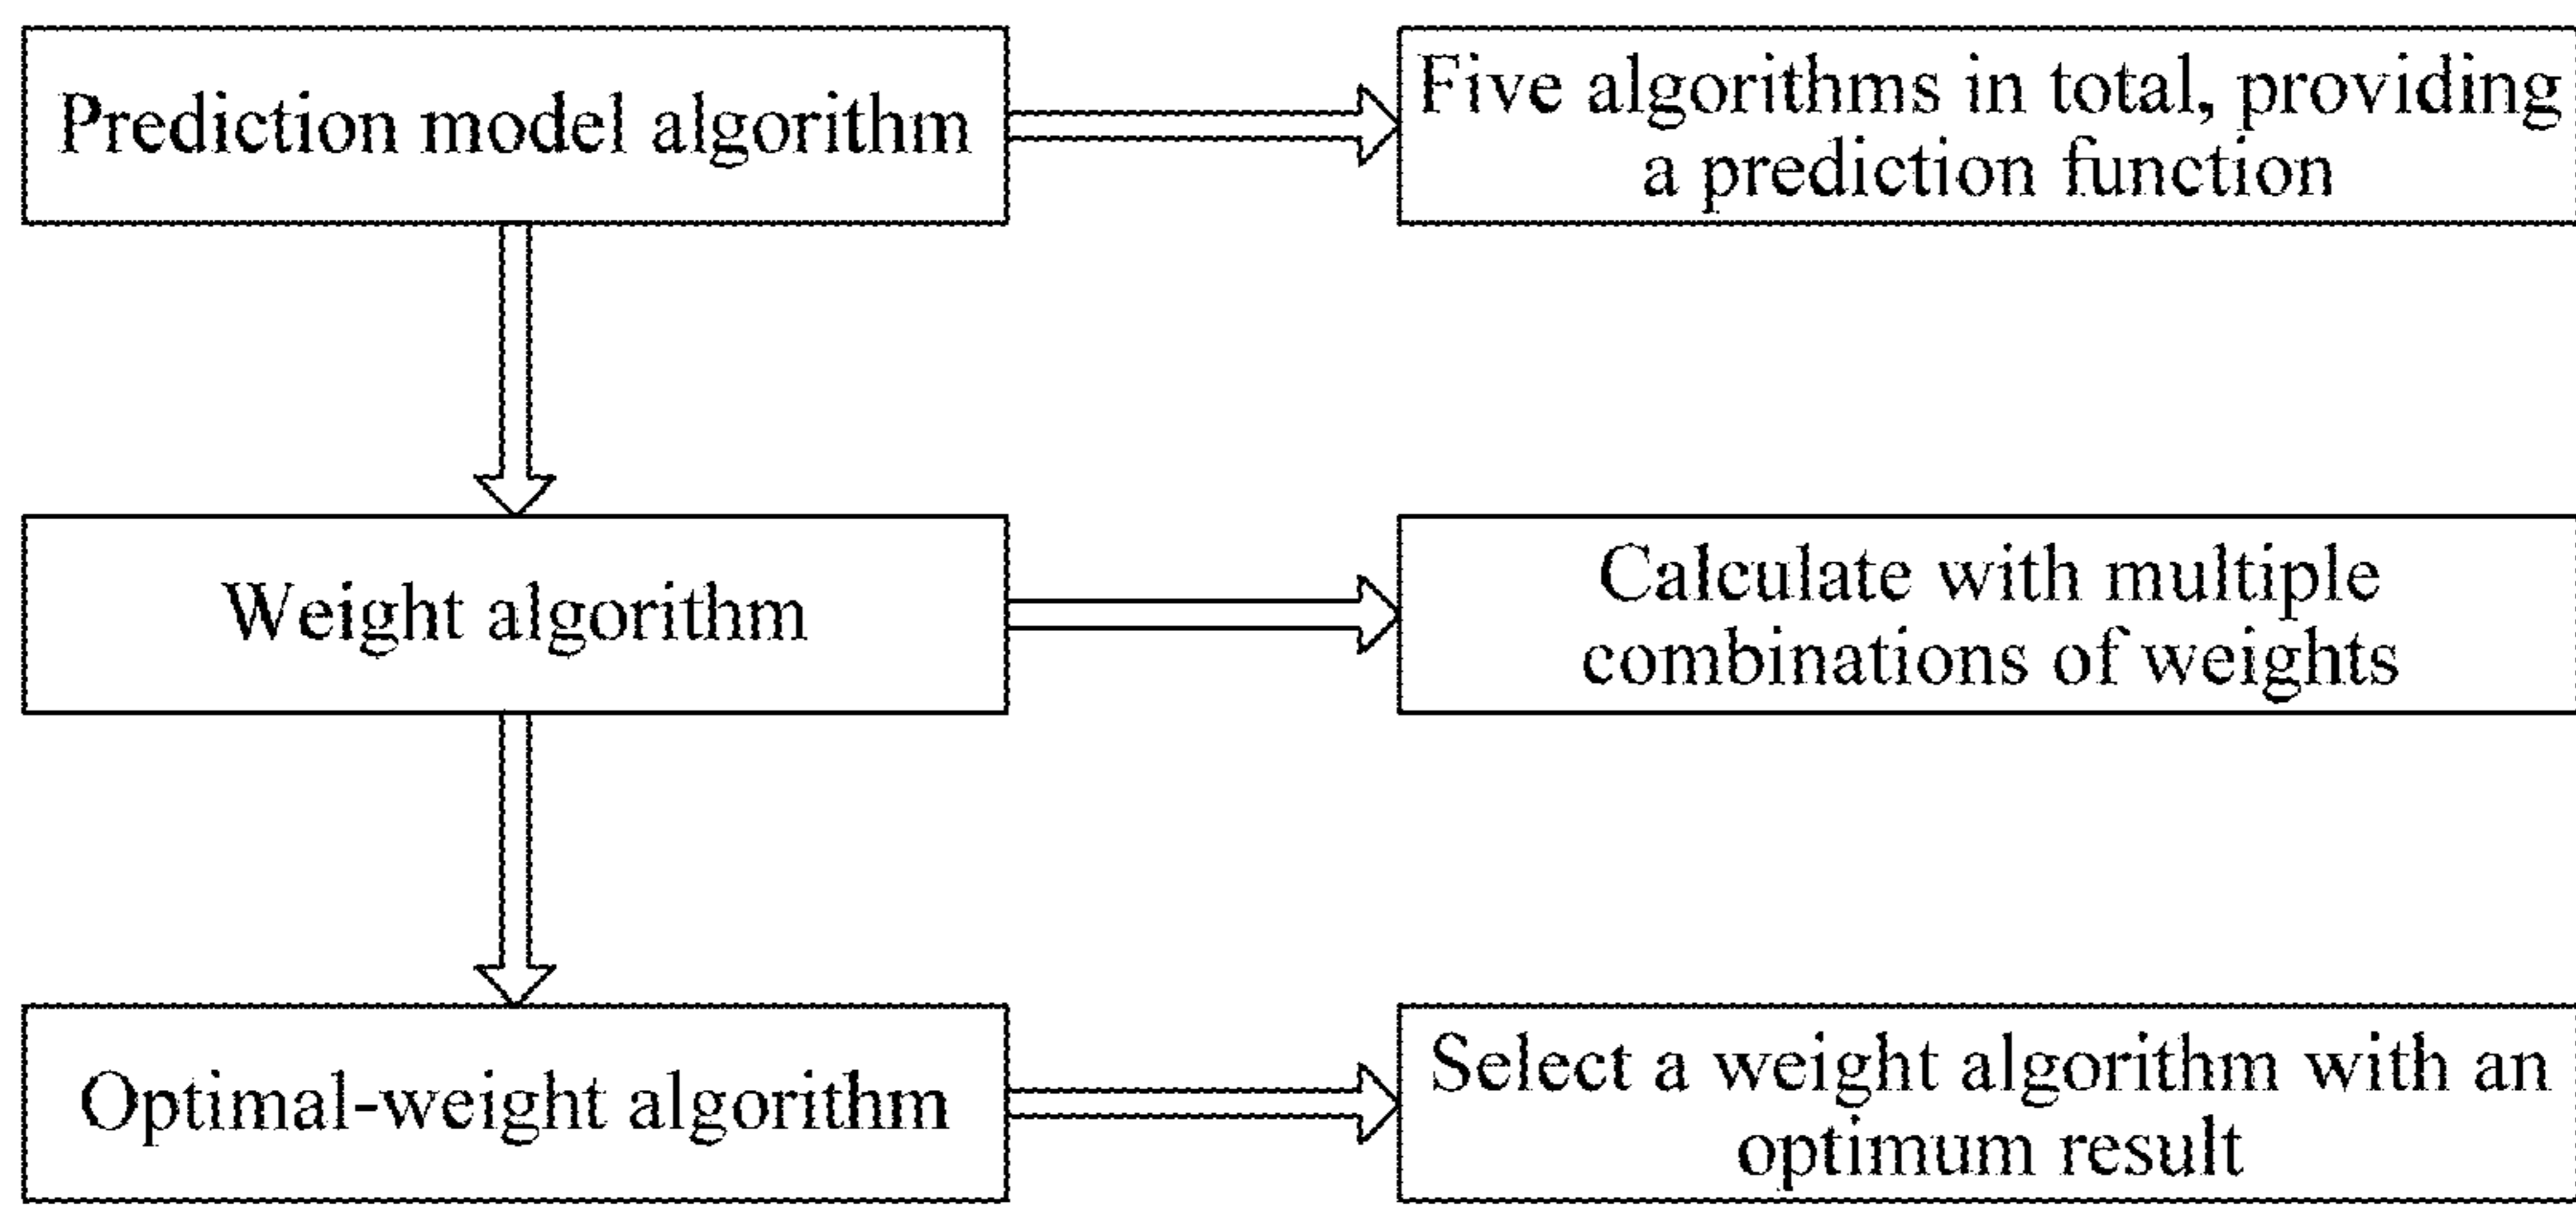 Prediction model algorithm
Five algorithms in total, providing
a prediction function
Weight algorithm
Calculate with multiple
combinations of weights
Optimal-weight algorithm
Select a weight algorithm with an
optimum result